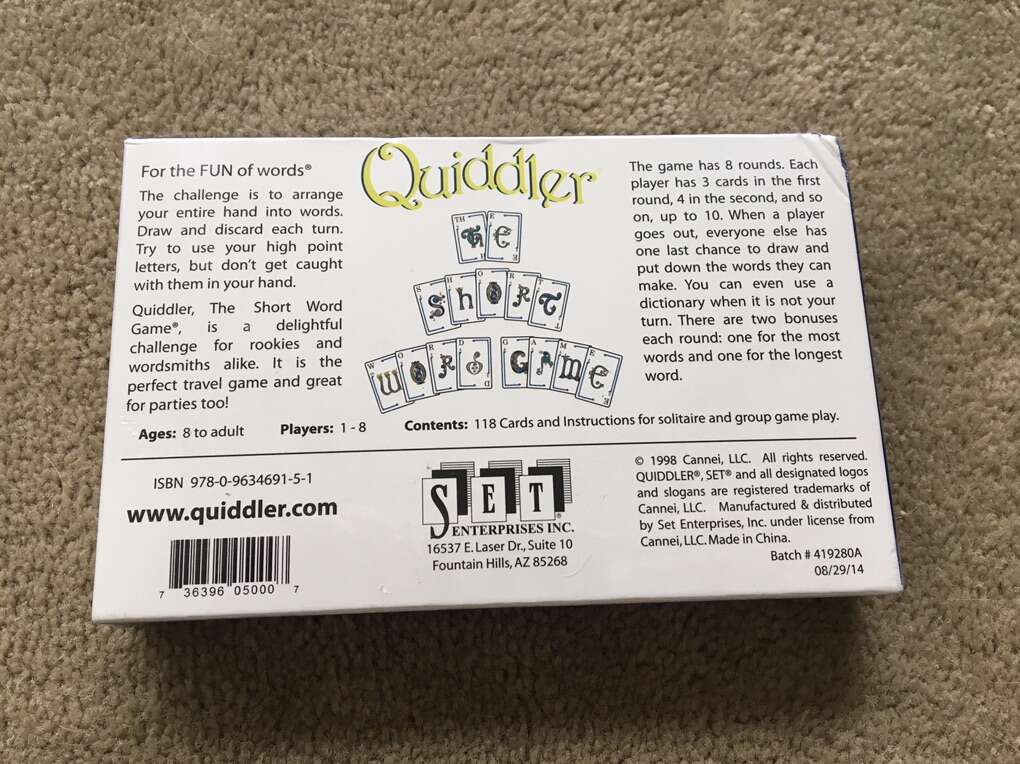 For the FUN of words®
The challenge is to arrange
your entire hand into words.
Draw and discard each turn.
Try to use your high point
letters, but don't get caught
with them in your hand.
Quiddler, The Short Word
Game®, is a delightful
challenge for rookies and
wordsmiths alike. It is the
perfect travel game and great
for parties too!
Quiddler
THE
SHORT
WORD GAME
The game has 8 rounds. Each
player has 3 cards in the first
round, 4 in the second, and so
on, up to 10. When a player
goes out, everyone else has
one last chance to draw and
put down the words they can
make. You can even use a
dictionary when it is not your
turn. There are two bonuses
each round: one for the most
words and one for the longest
word.
Ages: 8 to adult Players: 1 - 8 Contents: 118 Cards and Instructions for solitaire and group game play.
ISBN 978-0-9634691-5-1
www.quiddler.com
7 36396 05000 7
SET®
ENTERPRISES INC.
16537 E. Laser Dr., Suite 10
Fountain Hills, AZ 85268
© 1998 Cannei, LLC. All rights reserved.
QUIDDLER®, SET® and all designated logos
and slogans are registered trademarks of
Cannei, LLC. Manufactured & distributed
by Set Enterprises, Inc. under license from
Cannei, LLC. Made in China.
Batch # 419280A
08/29/14